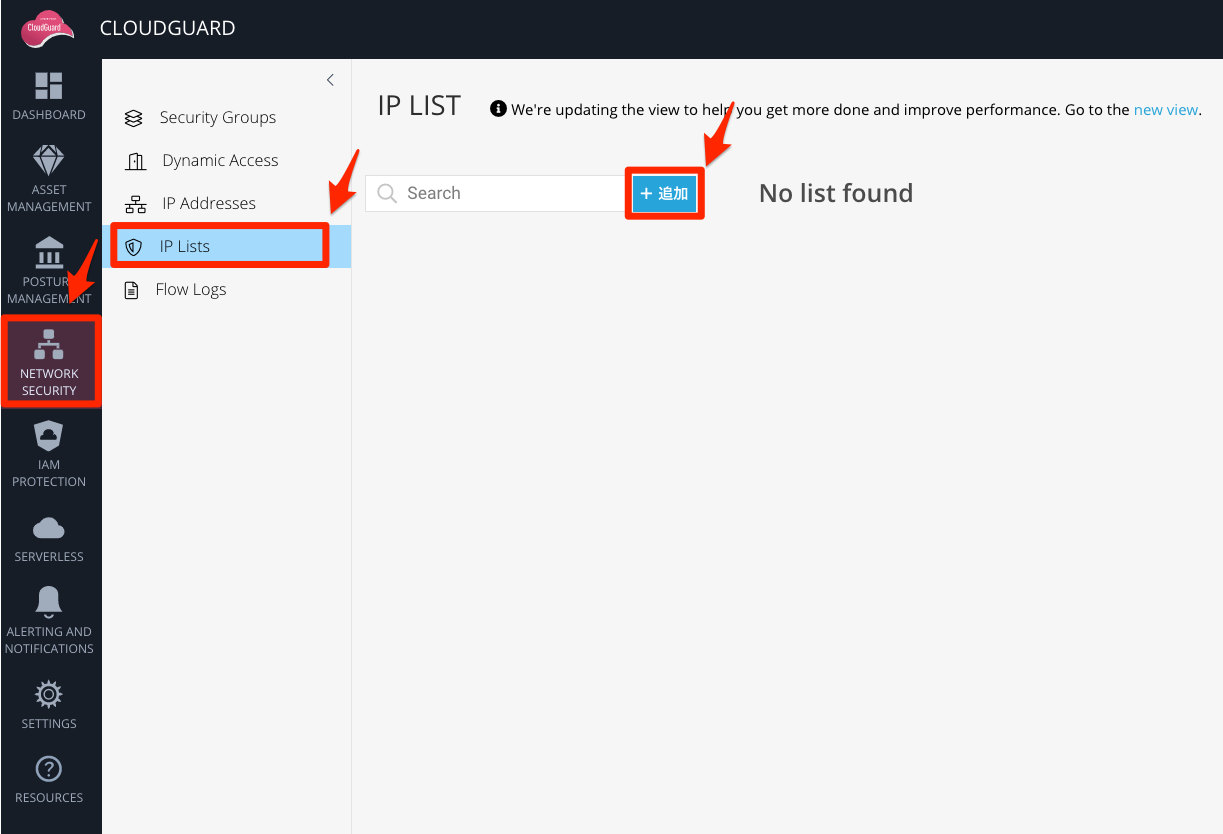 CloudGuard
CLOUDGUARD
DASHBOARD
ASSET
MANAGEMENT
POSTURE
MANAGEMENT
NETWORK
SECURITY
IAM
PROTECTION
SERVERLESS
ALERTING AND
NOTIFICATIONS
SETTINGS
RESOURCES
Security Groups
Dynamic Access
IP Addresses
IP Lists
Flow Logs
IP LIST
We're updating the view to help you get more done and improve performance. Go to the new view.
Search
+ 追加
No list found